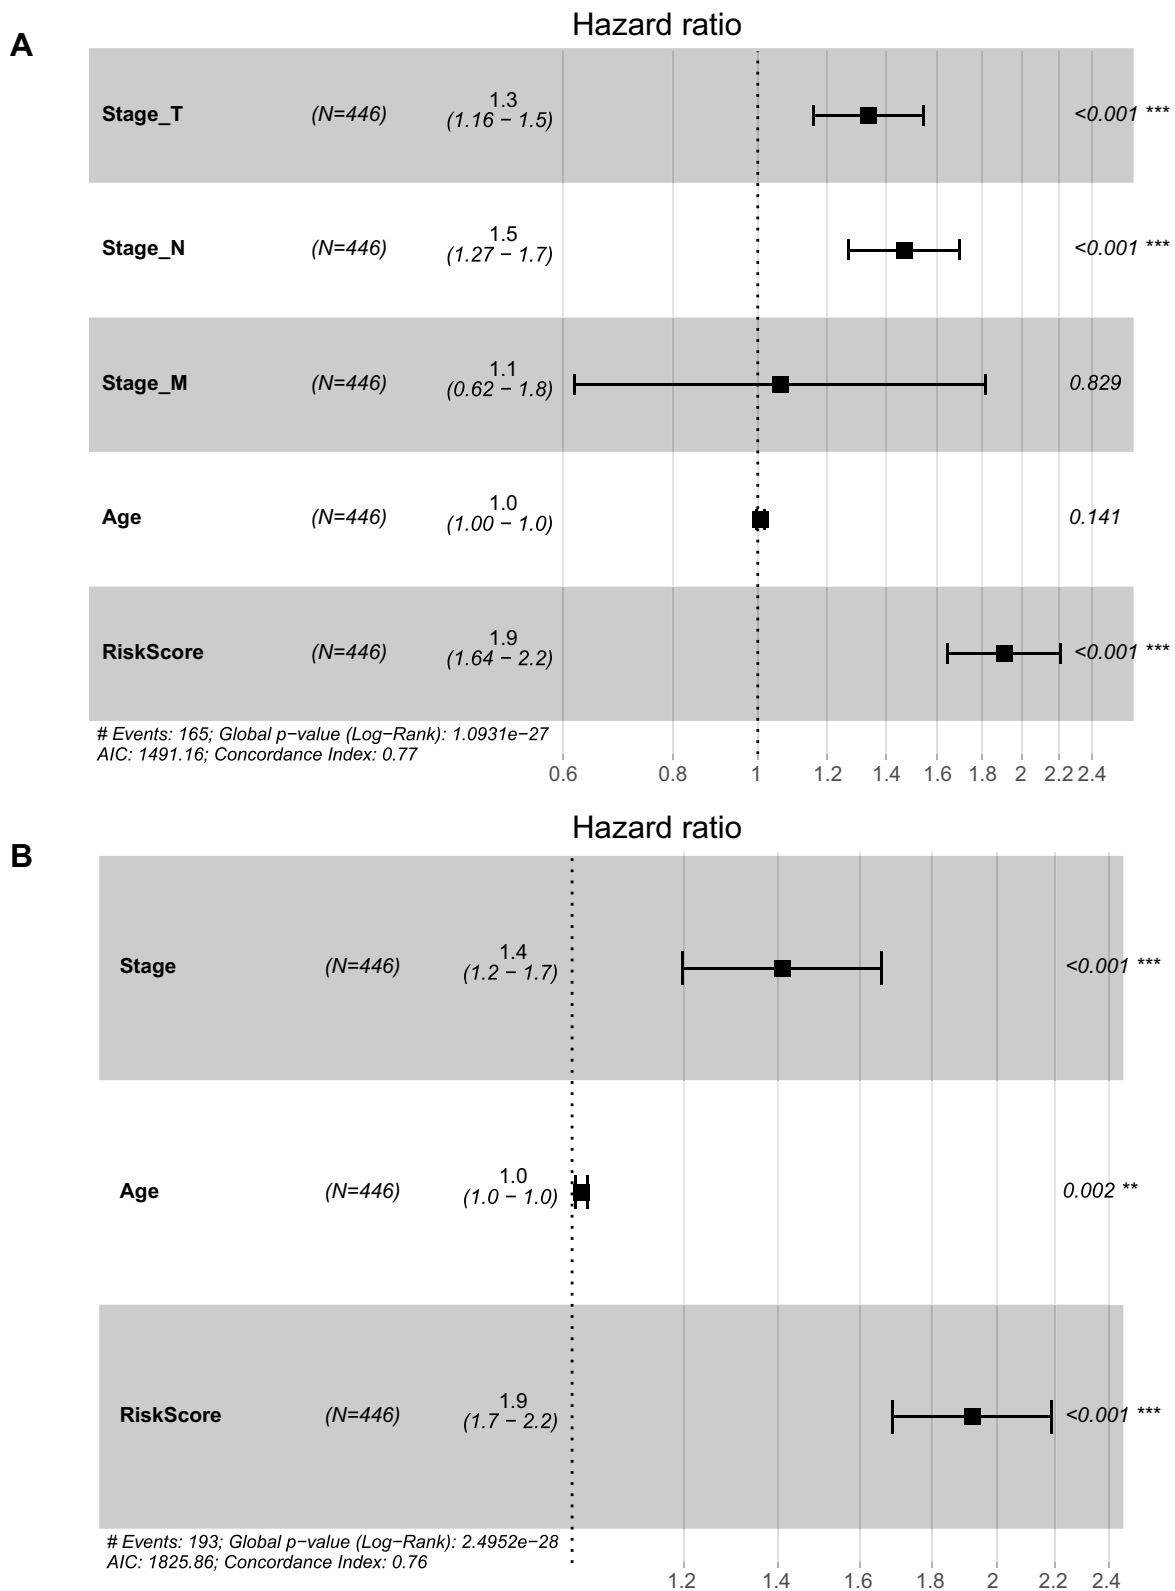 A
Hazard ratio
Stage_T (N=446) 1.3 <0.001 ***
(1.16 − 1.5)
Stage_N (N=446) 1.5 <0.001 ***
(1.27 − 1.7)
Stage_M (N=446) 1.1 0.829
(0.62 − 1.8)
Age (N=446) 1.0 0.141
(1.00 − 1.0)
RiskScore (N=446) 1.9 <0.001 ***
(1.64 − 2.2)
# Events: 165; Global p−value (Log−Rank): 1.0931e−27
AIC: 1491.16; Concordance Index: 0.77
0.6 0.8 1 1.2 1.4 1.6 1.8 2 2.2 2.4
B
Hazard ratio
Stage (N=446) 1.4 <0.001 ***
(1.2 − 1.7)
Age (N=446) 1.0 0.002 **
(1.0 − 1.0)
RiskScore (N=446) 1.9 <0.001 ***
(1.7 − 2.2)
# Events: 193; Global p−value (Log−Rank): 2.4952e−28
AIC: 1825.86; Concordance Index: 0.76
1.2 1.4 1.6 1.8 2 2.2 2.4